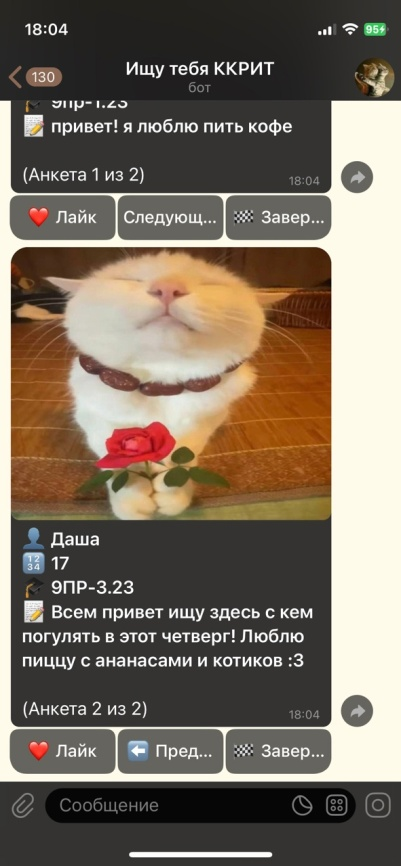 18:04
95
130
Ищу тебя ККРИТ
бот
9пр-1.23
привет! я люблю пить кофе
(Анкета 1 из 2)
18:04
Лайк
Следующ...
Завер...
Даша
1234
17
9ПР-3.23
Всем привет ищу здесь с кем
погулять в этот четверг! Люблю
пиццу с ананасами и котиков :3
(Анкета 2 из 2)
18:04
Лайк
Пред...
Завер...
Сообщение